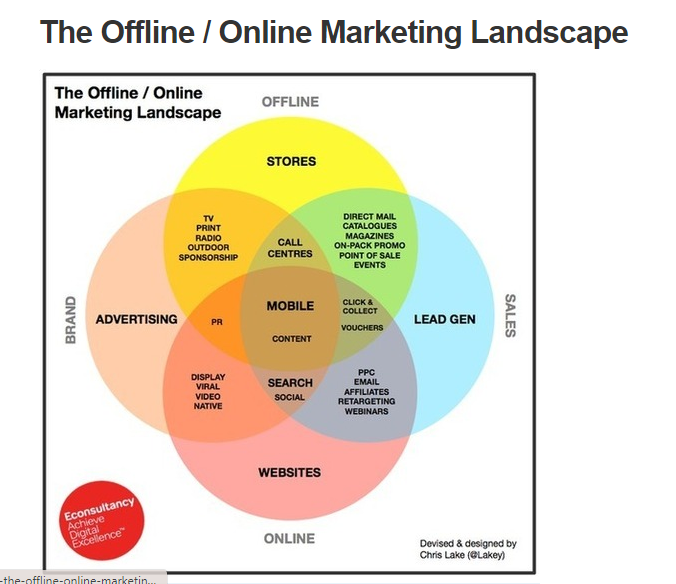 The Offline / Online Marketing Landscape
The Offline / Online
Marketing Landscape
OFFLINE
STORES
TV
PRINT
RADIO
OUTDOOR
SPONSORSHIP
CALL
CENTRES
DIRECT MAIL
CATALOGUES
MAGAZINES
ON-PACK PROMO
POINT OF SALE
EVENTS
BRAND
ADVERTISING
PR
MOBILE
CONTENT
CLICK &
COLLECT
VOUCHERS
LEAD GEN
SALES
DISPLAY
VIRAL
VIDEO
NATIVE
SEARCH
SOCIAL
PPC
EMAIL
AFFILIATES
RETARGETING
WEBINARS
WEBSITES
Econsultancy
Achieve
Digital
Excellence™
ONLINE
Devised & designed by
Chris Lake (@Lakey)
-the-offline-online-marketin...